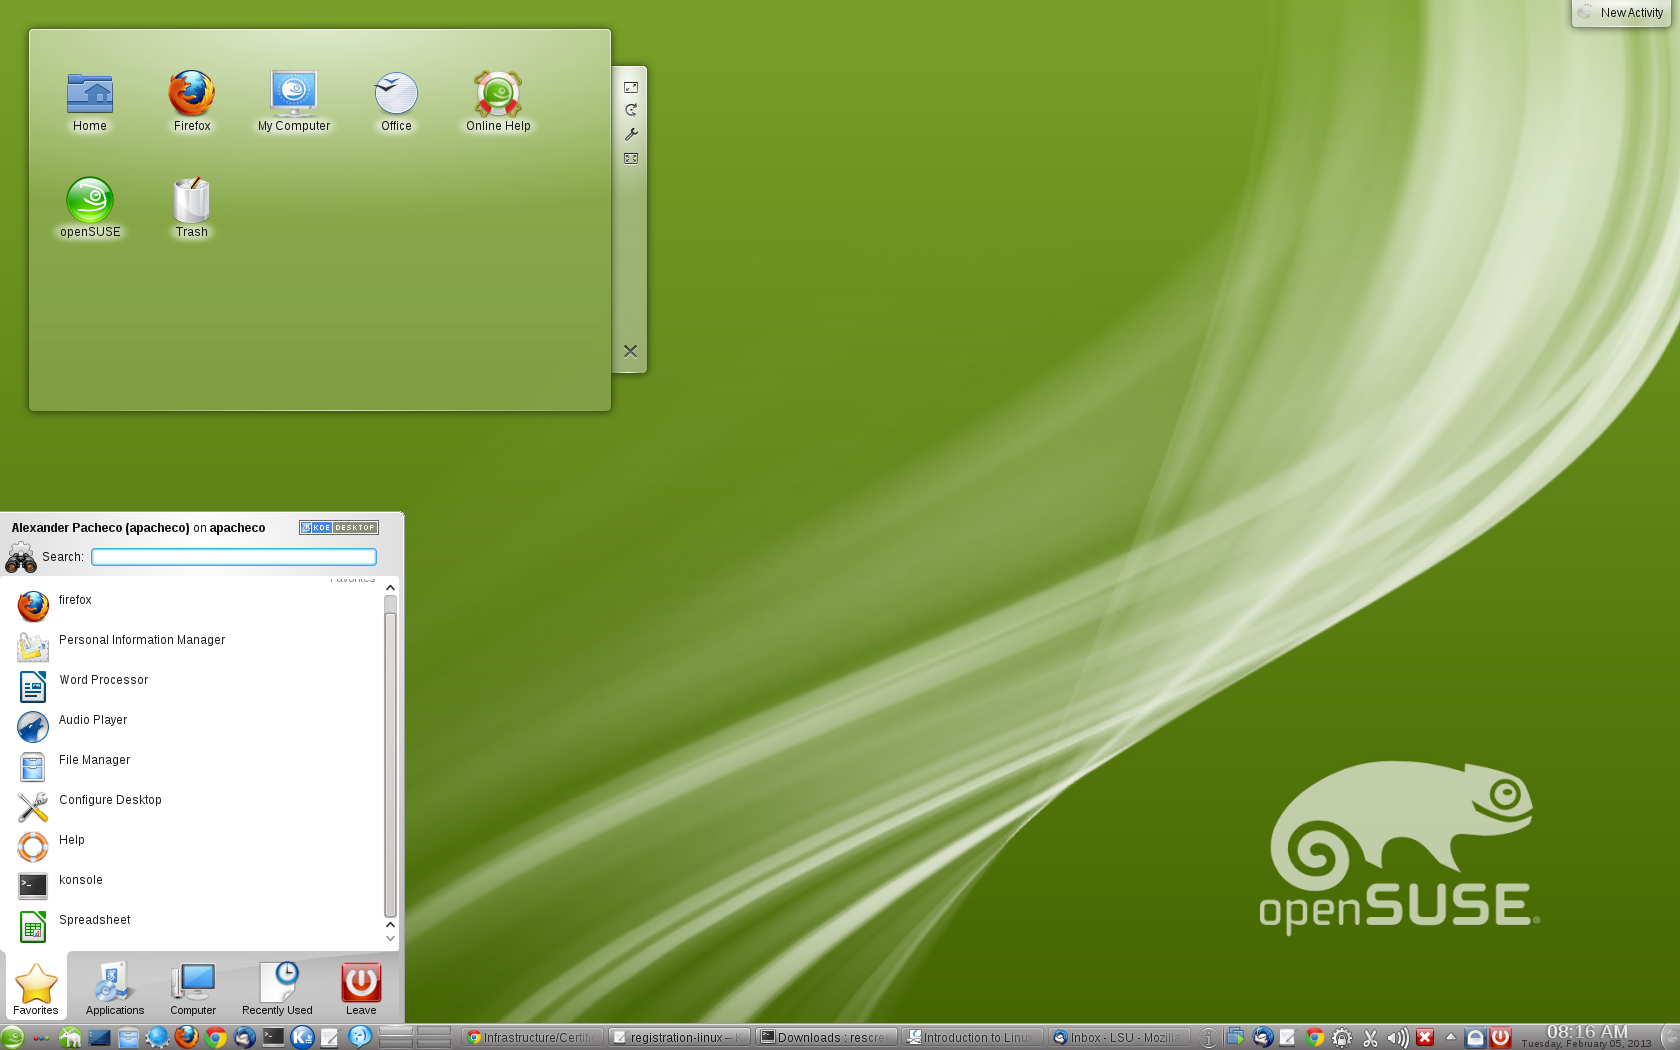 New Activity
Home
Firefox
My Computer
Office
Online Help
openSUSE
Trash
Alexander Pacheco (apacheco) on apacheco
KDE DESKTOP
Search:
Favorites
firefox
Personal Information Manager
Word Processor
Audio Player
File Manager
Configure Desktop
Help
konsole
Spreadsheet
Favorites
Applications
Computer
Recently Used
Leave
openSUSE
Infrastructure/Certifi
registration-linux – K
Downloads : rescree
Introduction to Linux
Inbox - LSU - Mozilla
08:16 AM
Tuesday, February 05, 2013